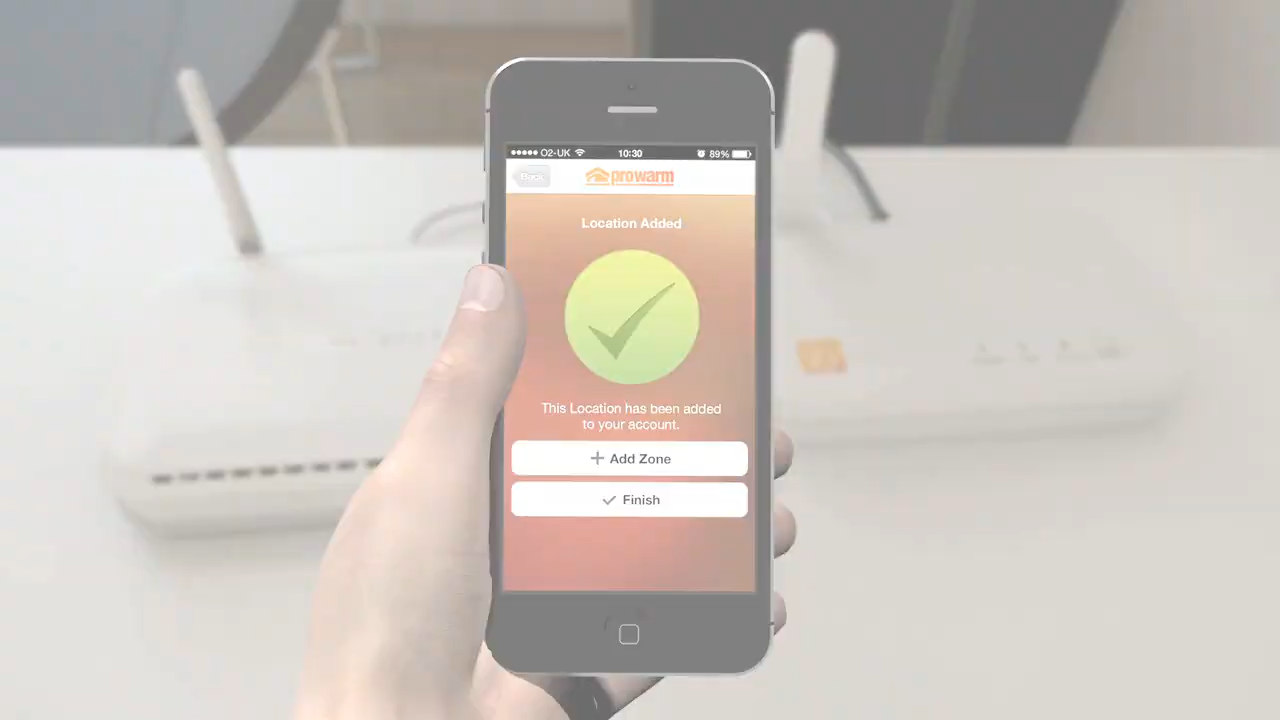 O2-UK 10:30 89%
Back prowarm
Location Added
This Location has been added
to your account.
Add Zone
Finish